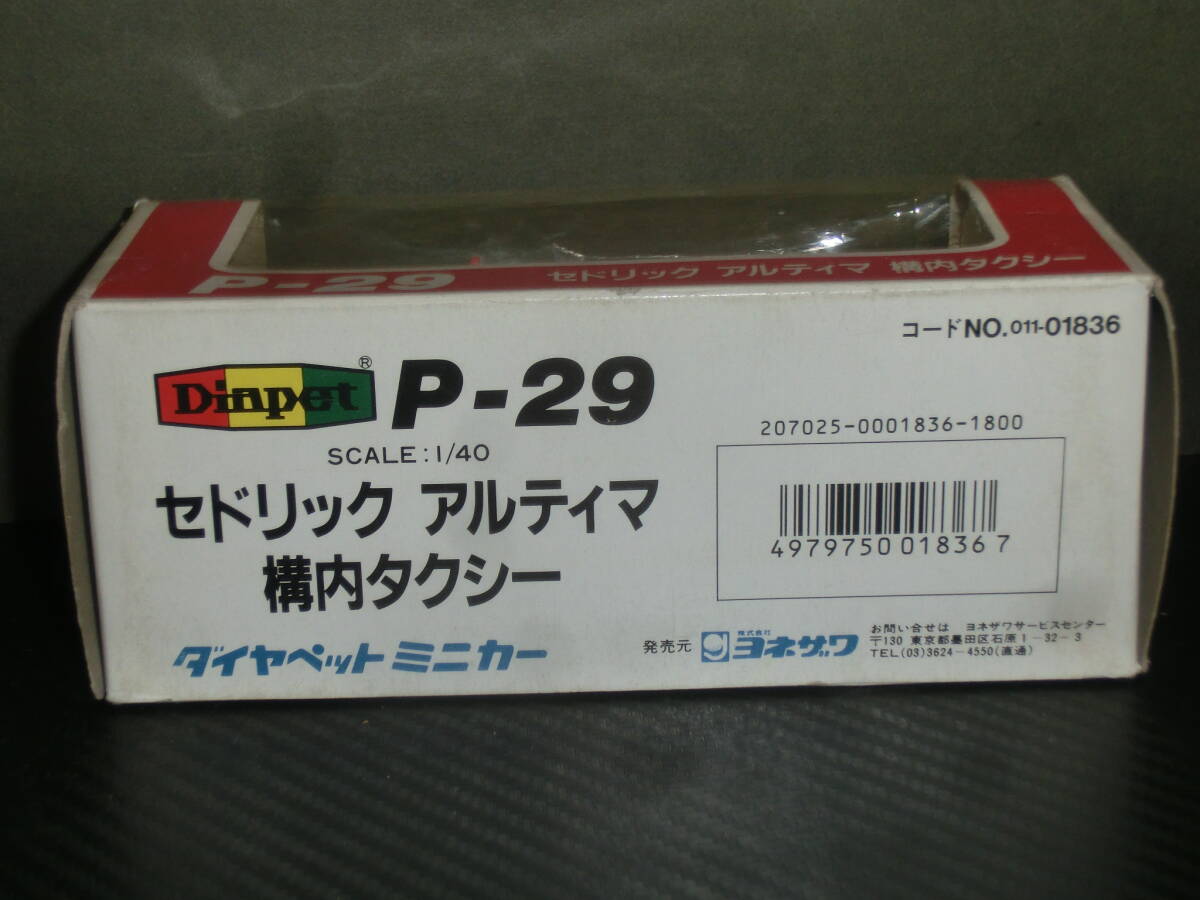 P-29 セドリック アルティマ 構内タクシー
コードNO.011-01836
Diapet® P-29
SCALE:1/40
セドリック アルティマ
構内タクシー
ダイヤペット ミニカー
207025-0001836-1800
4979750 018367
発売元 株式会社 ヨネザワ
お問い合せは ヨネザワサービスセンター
〒130 東京都墨田区石原1-32-3
TEL(03)3624-4550(直通)